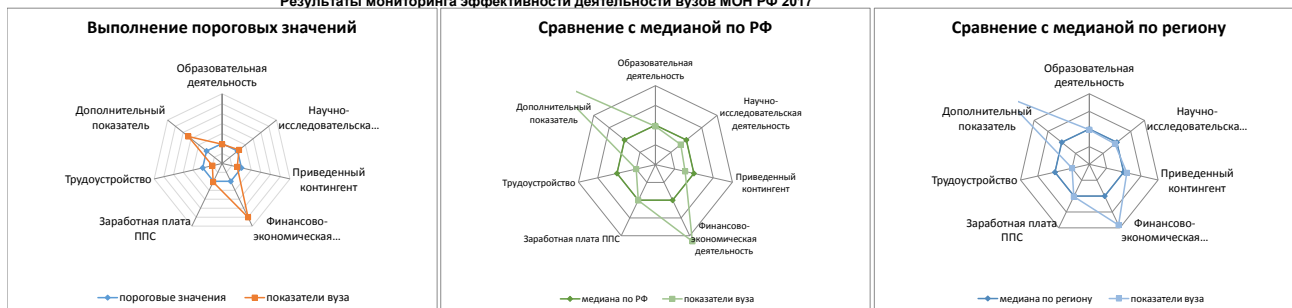 Результаты мониторинга эффективности деятельности вузов МОН РФ 2017
Выполнение пороговых значений
Образовательная
деятельность
Научно-
исследовательска...
Приведенный
контингент
Финансово-
экономическая...
Заработная плата
ППС
Трудоустройство
Дополнительный
показатель
пороговые значения
показатели вуза
Сравнение с медианой по РФ
Образовательная
деятельность
Научно-исследовательская
деятельность
Приведенный
контингент
Финансово-
экономическая
деятельность
Заработная плата ППС
Трудоустройство
Дополнительный
показатель
медиана по РФ
показатели вуза
Сравнение с медианой по региону
Образовательная
деятельность
Научно-
исследовательска...
Приведенный
контингент
Финансово-
экономическая...
Заработная плата
ППС
Трудоустройство
Дополнительный
показатель
медиана по региону
показатели вуза